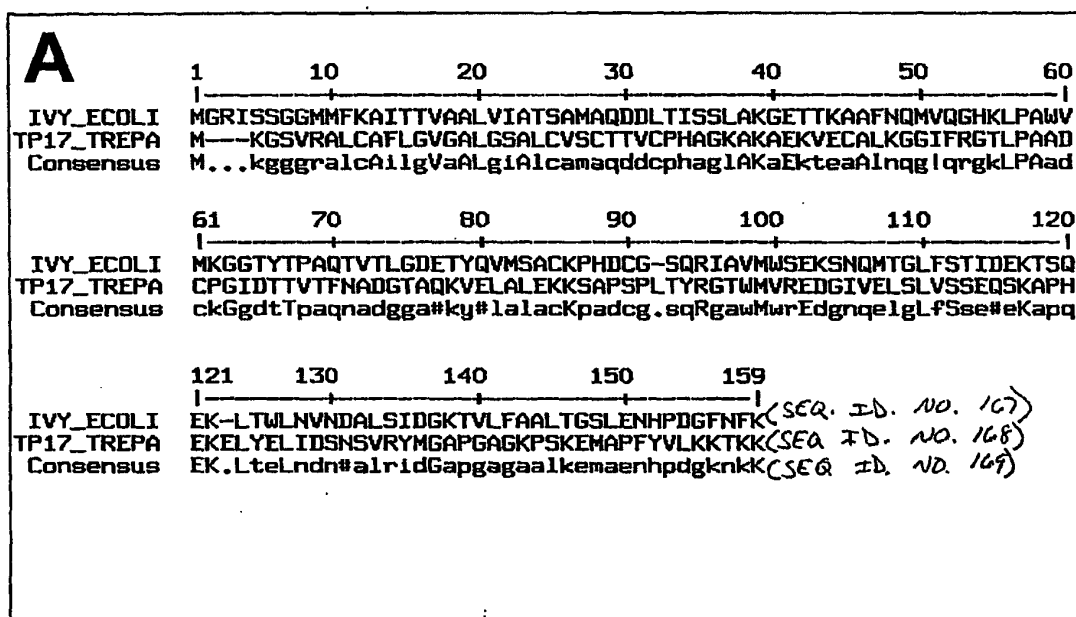 A
1 10 20 30 40 50 60
IVY_ECOLI MGRISSGGMMFKAITTVAALVIATSAMAQDDLTISSLAKGETTKAAFNQMVQGHKLPAWV
TP17_TREPA M---KGSVRALCAFLGVGALGSALCVSCTTVCPHAGKAKAEKVECALKGGIFRGTLPAAD
Consensus M...kgggralcAilgVaALgiAlcamaqddcphaglAKaEkteaAlnqglqrgkLPAad
61 70 80 90 100 110 120
IVY_ECOLI MKGGTYTPAQTVTLGDETYQVMSACKPHDCG-SQRIAVMWSEKSNQMTGLFSTIDEKTSQ
TP17_TREPA CPGIDTTVTFNADGTAQKVELALEKKSAPSPLTYRGTWMVREDGIVELSLVSSEQSKAPH
Consensus ckGgdtTpaqnadgga#ky#lalacKpadcg.sqRgawMwrEdgnqelgLfSse#eKapq
121 130 140 150 159
IVY_ECOLI EK-LTWLNVNDALSIDGKTVLFAALTGSLENHPDGFNFK (SEQ. ID. NO. 167)
TP17_TREPA EKELYELIDSNSVRYMGAPGAGKPSKEMAPFYVLKKTKK (SEQ ID. NO. 168)
Consensus EK.LteLndn#alridGapgagaalkemaenhpdgknkK (SEQ ID. NO. 169)